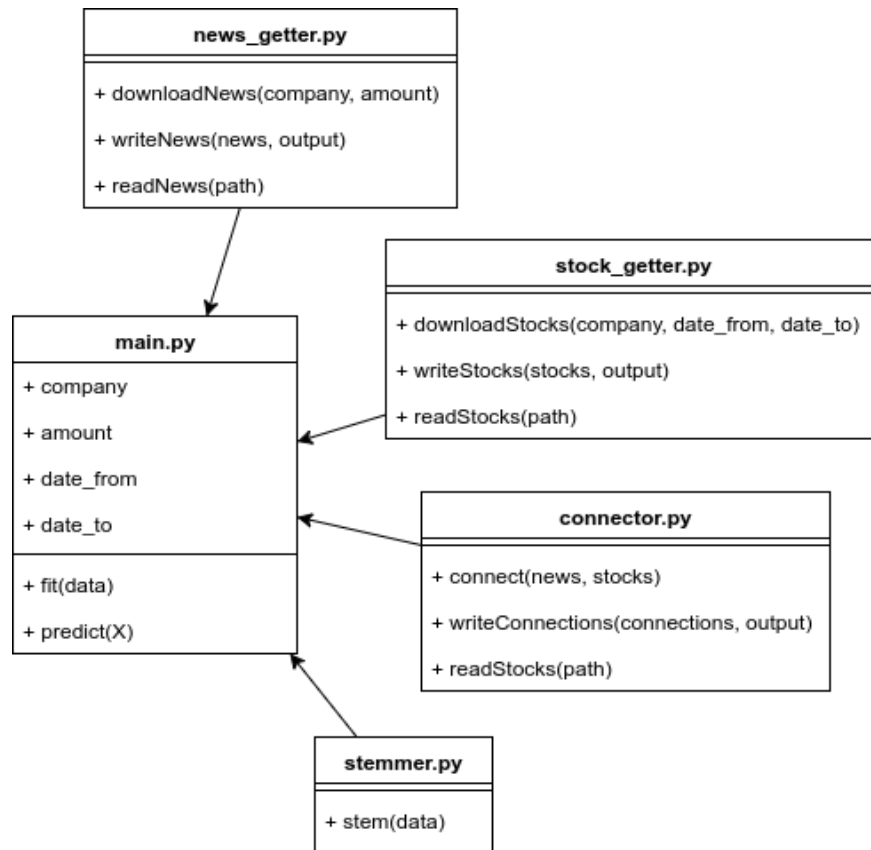 news_getter.py
+ downloadNews(company, amount)
+ writeNews(news, output)
+ readNews(path)
stock_getter.py
+ downloadStocks(company, date_from, date_to)
+ writeStocks(stocks, output)
+ readStocks(path)
main.py
+ company
+ amount
+ date_from
+ date_to
+ fit(data)
+ predict(X)
connector.py
+ connect(news, stocks)
+ writeConnections(connections, output)
+ readStocks(path)
stemmer.py
+ stem(data)